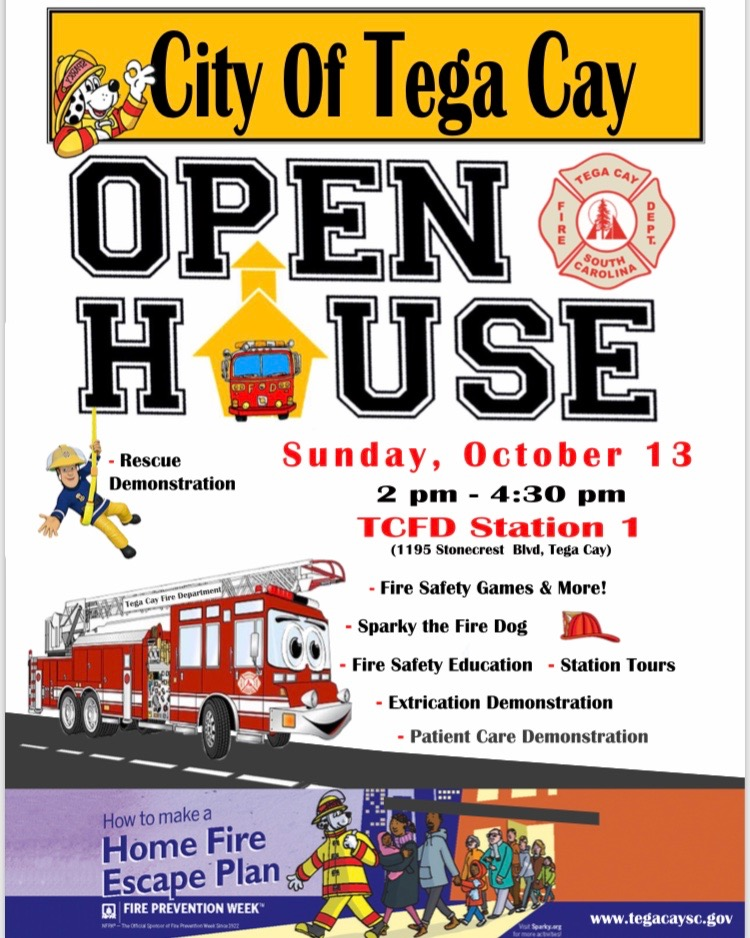 City Of Tega Cay
OPEN
TEGA CAY
FIRE
DEPT.
SOUTH
CAROLINA
H USE
FD
- Rescue
Demonstration
Sunday, October 13
2 pm - 4:30 pm
TCFD Station 1
(1195 Stonecrest Blvd, Tega Cay)
Tega Cay Fire Department
- Fire Safety Games & More!
- Sparky the Fire Dog
- Fire Safety Education - Station Tours
- Extrication Demonstration
- Patient Care Demonstration
How to make a
Home Fire
Escape Plan
FIRE PREVENTION WEEK™
NFPA® — The Official Sponsor of Fire Prevention Week Since 1922
Visit Sparky.org
for more activities!
www.tegacaysc.gov